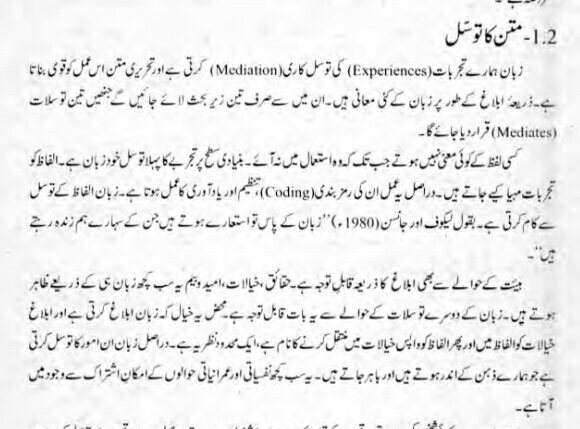 1.2- متن کا توسّل
زبان ہمارے تجربات (Experiences) کی توسل کاری (Mediation) کرتی ہے اور تحریری متن اس عمل کو قوی بناتا
ہے۔ ذریعۂ ابلاغ کے طور پر زبان کے کئی معانی ہیں۔ ان میں سے صرف تین زیرِ بحث لائے جائیں گے جنھیں تین توسلات
(Mediates) قرار دیا جائے گا۔
کسی لفظ کے کوئی معنی نہیں ہوتے جب تک کہ وہ استعمال میں نہ آئے۔ بنیادی سطح پر تجربے کا پہلا توسل خود زبان ہے۔ الفاظ کو
تجربات مہیا کیے جاتے ہیں۔ دراصل یہ عمل ان کی رمز بندی (Coding)، تنظیم اور یاد آوری کا عمل ہوتا ہے۔ زبان الفاظ کے توسل
سے کام کرتی ہے۔ بقول لیکوف اور جانسن (1980ء) ’’زبان کے پاس تو استعارے ہوتے ہیں جن کے سہارے ہم زندہ رہتے
ہیں‘‘۔
ہیئت کے حوالے سے بھی ابلاغ کا ذریعہ قابلِ توجہ ہے۔ حقائق، خیالات، امید و بیم یہ سب کچھ زبان ہی کے ذریعے ظاہر
ہوتے ہیں۔ زبان کے دوسرے توسلات کے حوالے سے یہ بات قابل توجہ ہے۔ محض یہ خیال کہ زبان ابلاغ کرتی ہے اور ابلاغ
خیالات کو الفاظ میں اور پھر الفاظ کو واپس خیالات میں منتقل کرنے کا نام ہے، ایک محدود نظریہ ہے۔ دراصل زبان ان امور کا توسل کرتی
ہے جو ہمارے ذہن کے اندر ہوتے ہیں اور باہر جاتے ہیں۔ یہ سب کچھ نفسیاتی اور عمرانیاتی حوالوں کے امکان اشتراک سے وجود میں
آتا ہے۔